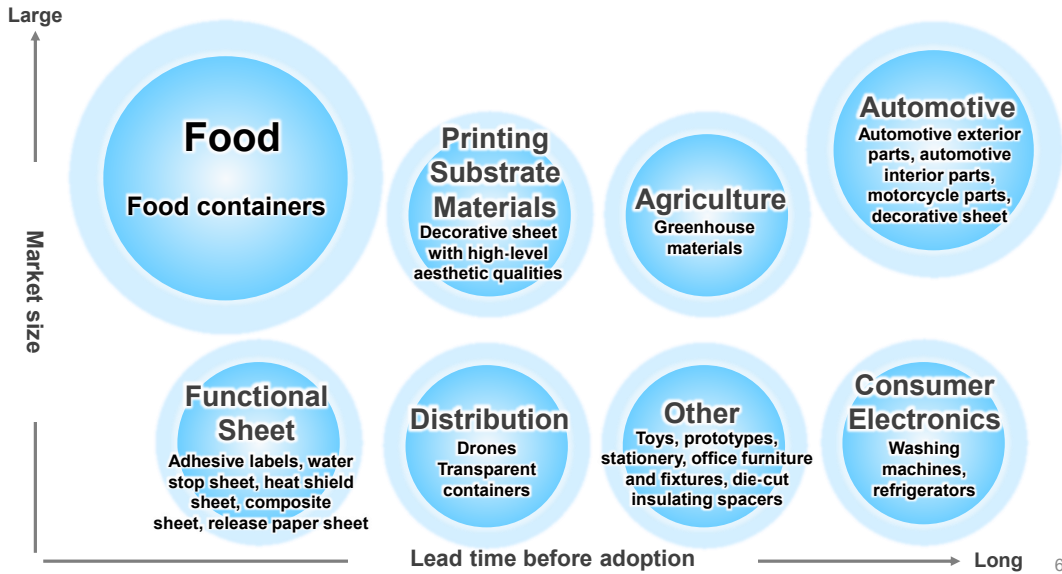 Large
Food
Food containers
Printing
Substrate
Materials
Decorative sheet
with high-level
aesthetic qualities
Agriculture
Greenhouse
materials
Automotive
Automotive exterior
parts, automotive
interior parts,
motorcycle parts,
decorative sheet
Market size
Functional
Sheet
Adhesive labels, water
stop sheet, heat shield
sheet, composite
sheet, release paper sheet
Distribution
Drones
Transparent
containers
Other
Toys, prototypes,
stationery, office furniture
and fixtures, die-cut
insulating spacers
Consumer
Electronics
Washing
machines,
refrigerators
Lead time before adoption
Long
6